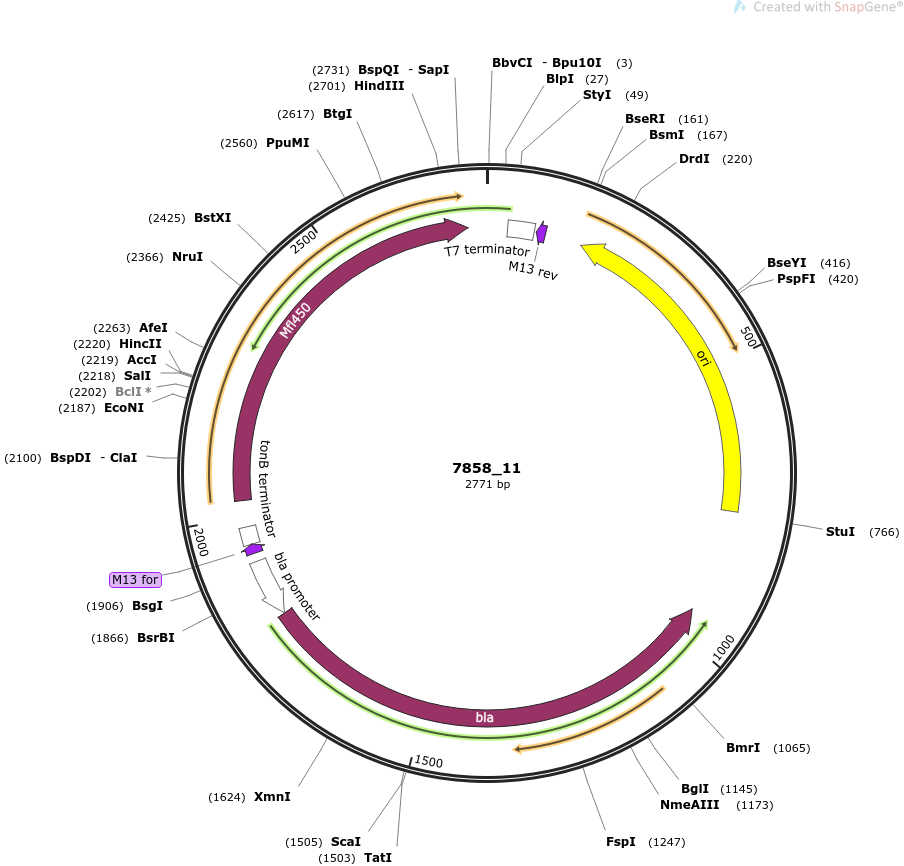 Created with SnapGene®
(2731) BspQI - SapI
(2701) HindIII
(2617) BtgI
(2560) PpuMI
(2425) BstXI
(2366) NruI
(2263) AfeI
(2220) HincII
(2219) AccI
(2218) SalI
(2202) BclI *
(2187) EcoNI
(2100) BspDI - ClaI
(1906) BsgI
(1866) BsrBI
(1624) XmnI
(1505) ScaI
(1503) TatI
BbvCI - Bpu10I (3)
BlpI (27)
StyI (49)
BseRI (161)
BsmI (167)
DrdI (220)
BseYI (416)
PspFI (420)
StuI (766)
BmrI (1065)
BglI (1145)
NmeAIII (1173)
FspI (1247)
500
1000
1500
2000
2500
T7 terminator
M13 rev
ori
Mfl450
tonB terminator
M13 for
bla promoter
bla
7858_11
2771 bp